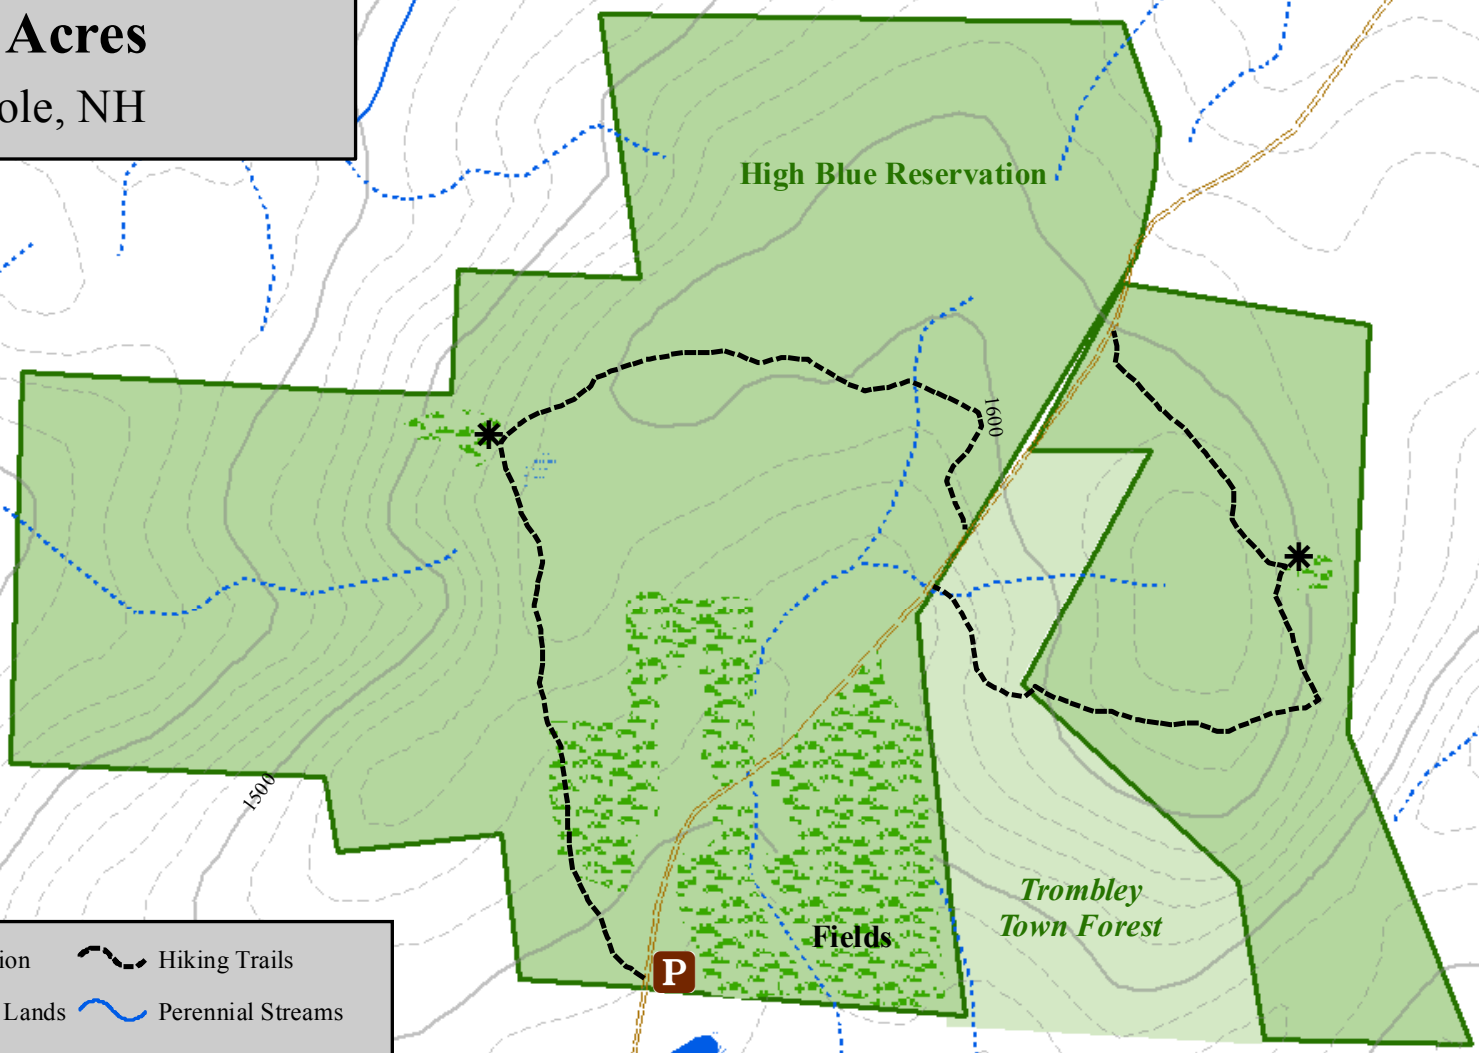 Acres
ole, NH
High Blue Reservation
1600
1500
Trombley
Town Forest
Fields
P
ion
Hiking Trails
Lands
Perennial Streams